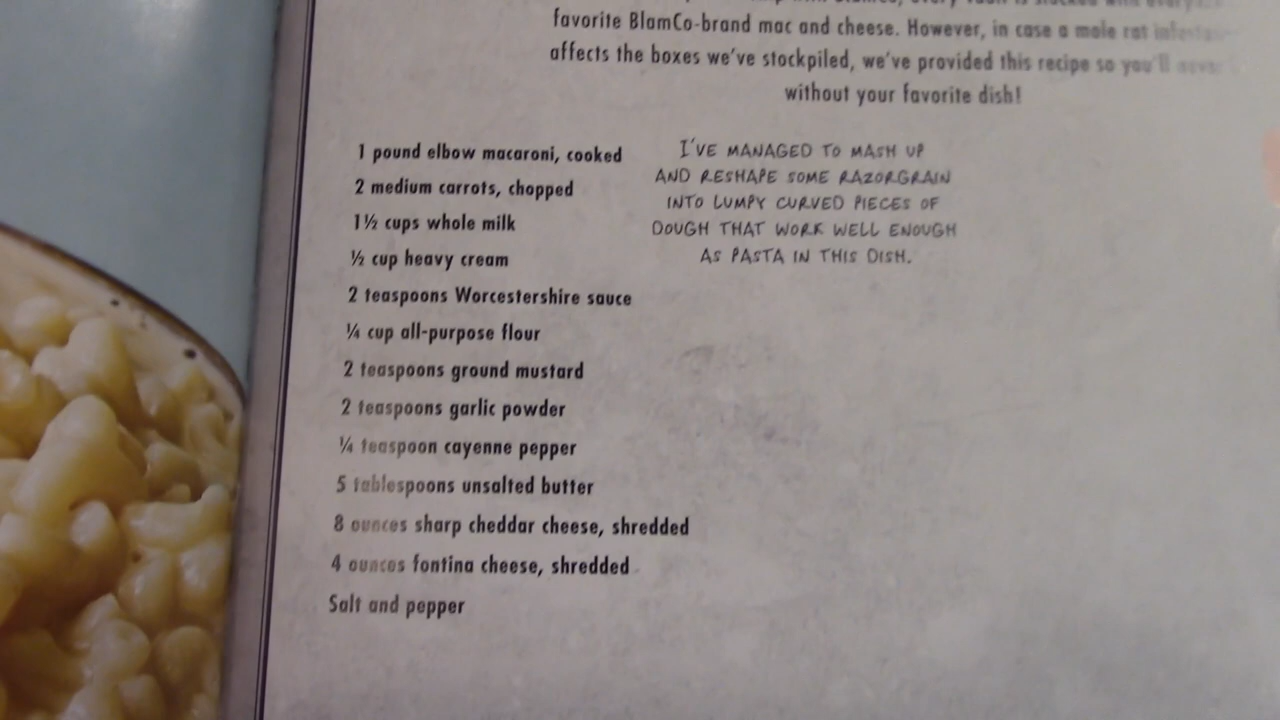 favorite BlamCo-brand mac and cheese. However, in case a mole rat
affects the boxes we've stockpiled, we've provided this recipe so you'll never
without your favorite dish!
1 pound elbow macaroni, cooked
2 medium carrots, chopped
1½ cups whole milk
½ cup heavy cream
2 teaspoons Worcestershire sauce
¼ cup all-purpose flour
2 teaspoons ground mustard
2 teaspoons garlic powder
¼ teaspoon cayenne pepper
5 tablespoons unsalted butter
8 ounces sharp cheddar cheese, shredded
4 ounces fontina cheese, shredded
Salt and pepper
I'VE MANAGED TO MASH UP
AND RESHAPE SOME RAZORGRAIN
INTO LUMPY CURVED PIECES OF
DOUGH THAT WORK WELL ENOUGH
AS PASTA IN THIS DISH.